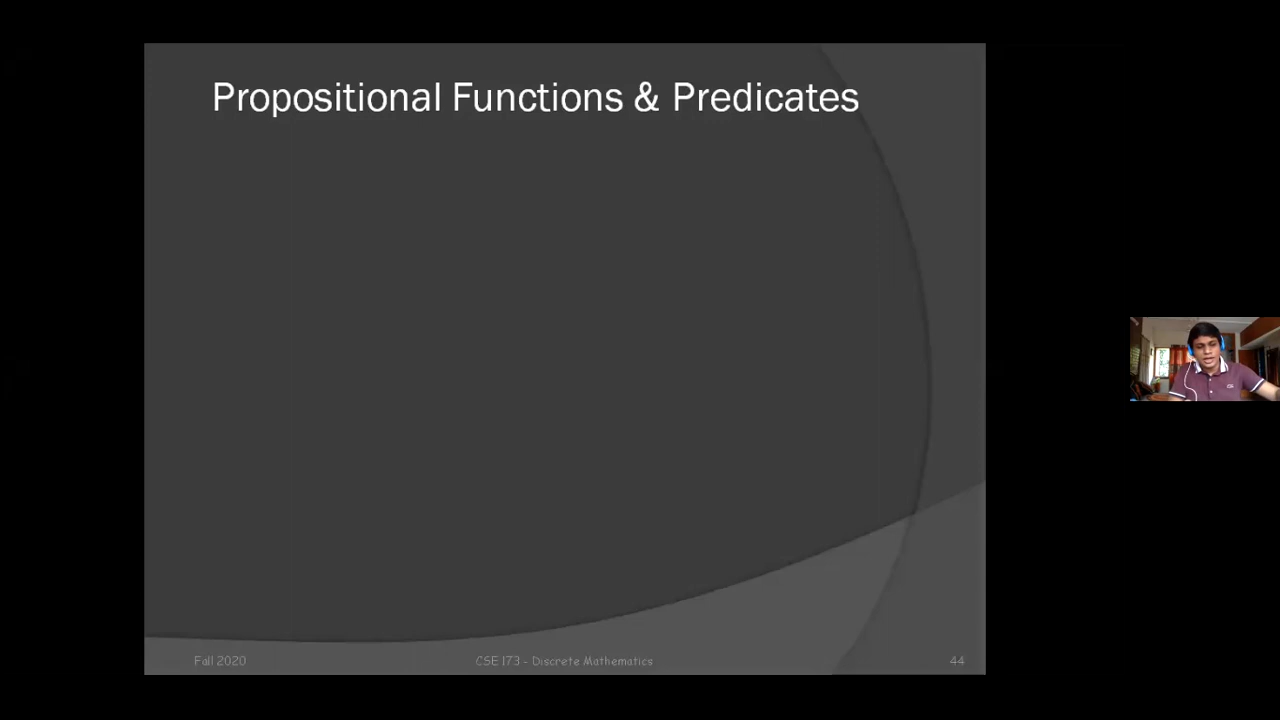 Propositional Functions & Predicates
Fall 2020
CSE 173 - Discrete Mathematics
44